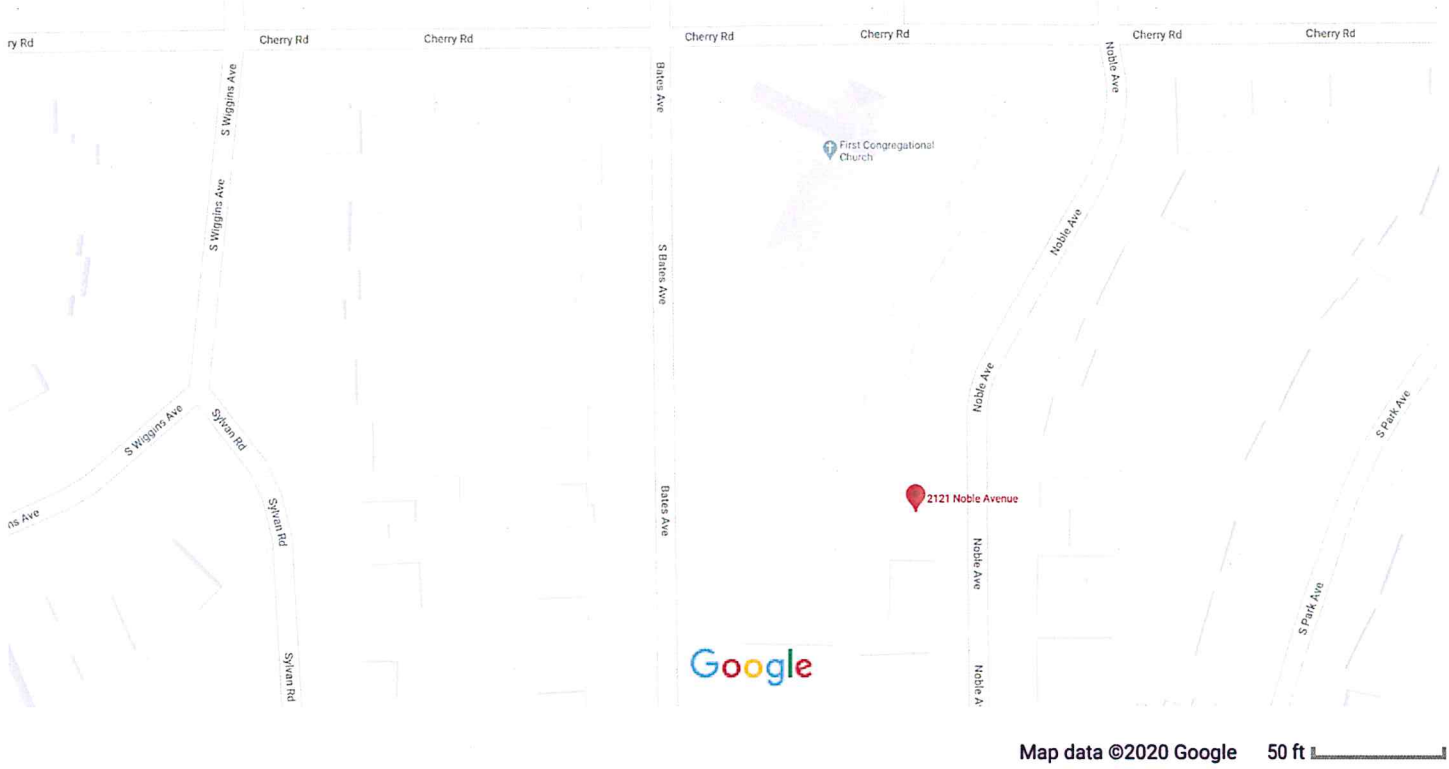 ry Rd
Cherry Rd
Cherry Rd
Cherry Rd
Cherry Rd
Cherry Rd
Cherry Rd
S Wiggins Ave
Bates Ave
Noble Ave
First Congregational
Church
S Wiggins Ave
Noble Ave
S Bates Ave
Noble Ave
S Park Ave
S Wiggins Ave
Sylvan Rd
Bates Ave
2121 Noble Avenue
ns Ave
Sylvan Rd
Noble Ave
S Park Ave
Sylvan Rd
Google
Noble A
Map data ©2020 Google 50 ft